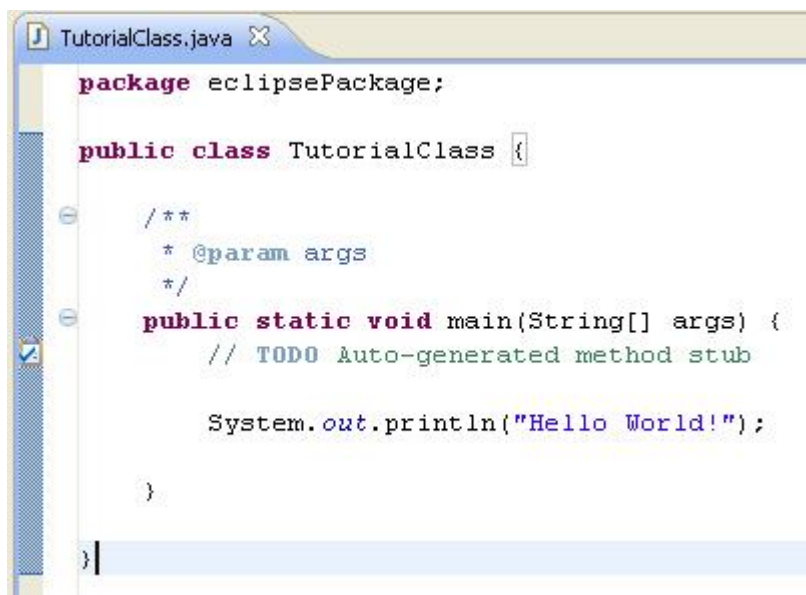 TutorialClass.java
package eclipsePackage;
public class TutorialClass {
/**
* @param args
*/
public static void main(String[] args) {
// TODO Auto-generated method stub
System.out.println("Hello World!");
}
}